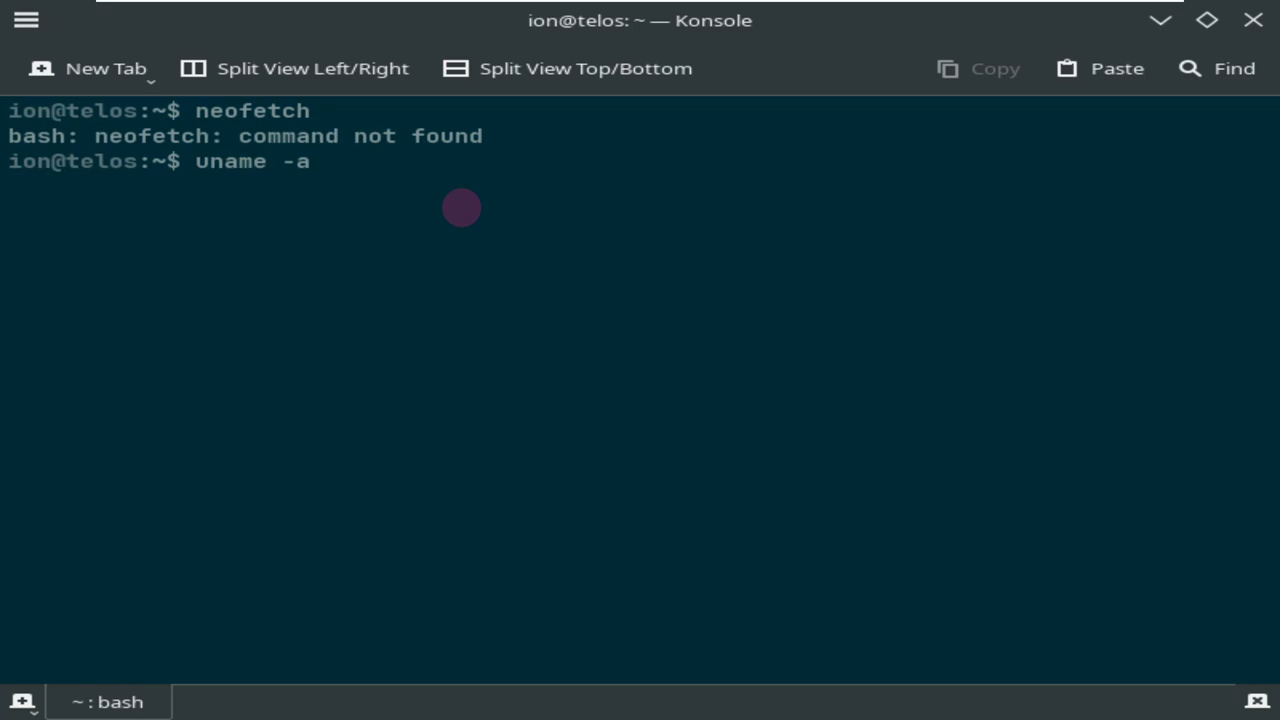 ion@telos: ~ — Konsole
New Tab Split View Left/Right Split View Top/Bottom Copy Paste Find
ion@telos:~$ neofetch
bash: neofetch: command not found
ion@telos:~$ uname -a
~ : bash